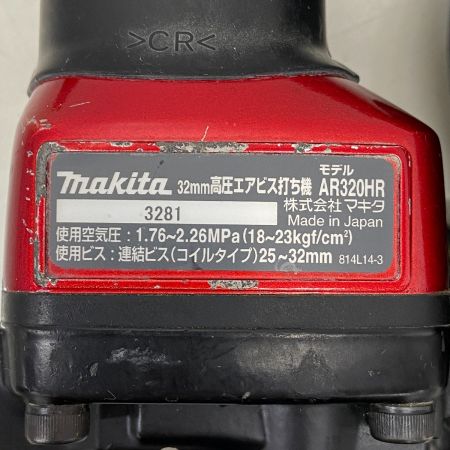 >CR<
makita 32mm高圧エアビス打ち機 モデル AR320HR
3281 株式会社 マキタ
Made in Japan
使用空気圧：1.76~2.26MPa(18~23kgf/cm²)
使用ビス：連結ビス(コイルタイプ)25~32mm 814L14-3